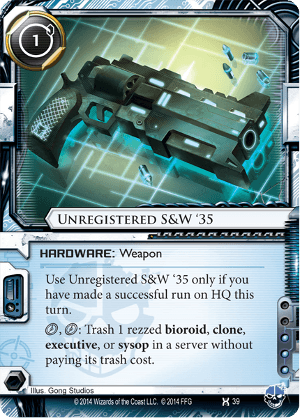 1
UNREGISTERED S&W '35
HARDWARE: Weapon
Use Unregistered S&W '35 only if you
have made a successful run on HQ this
turn.
, : Trash 1 rezzed bioroid, clone,
executive, or sysop in a server without
paying its trash cost.
Illus. Gong Studios
© 2014 Wizards of the Coast LLC. © 2014 FFG 39